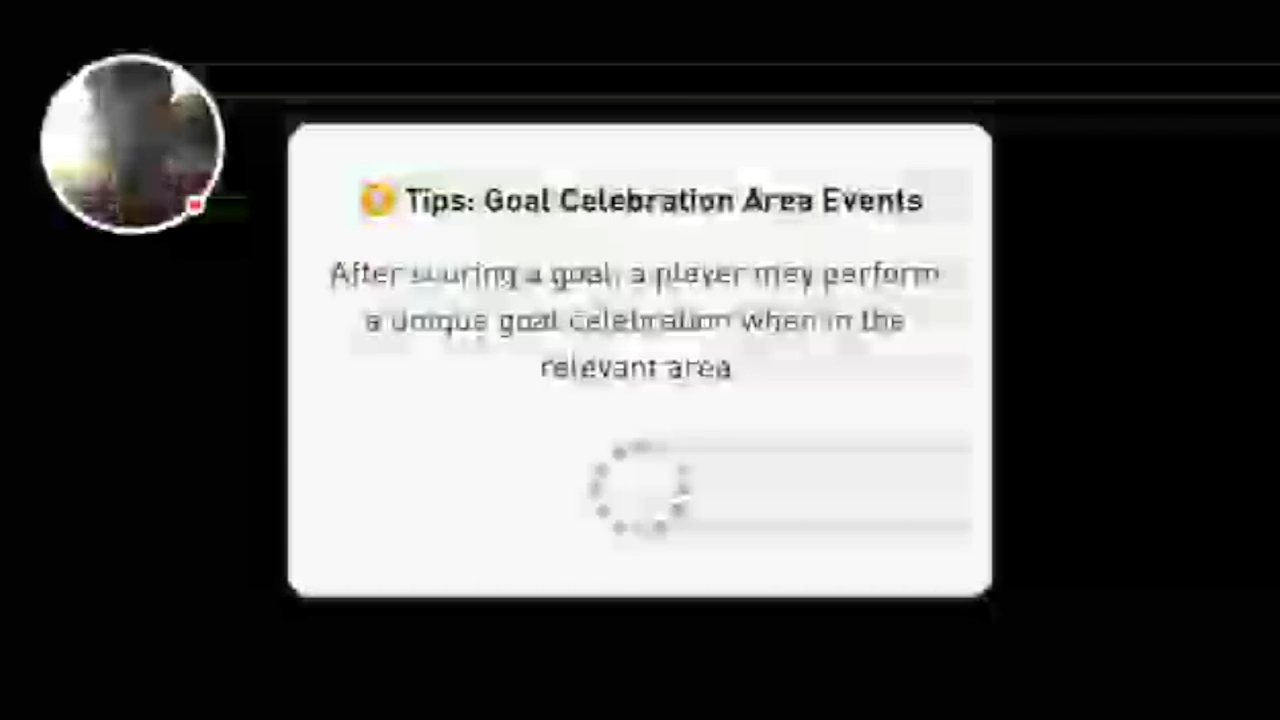 Tips: Goal Celebration Area Events
After scoring a goal, a player may perform
a unique goal celebration when in the
relevant area